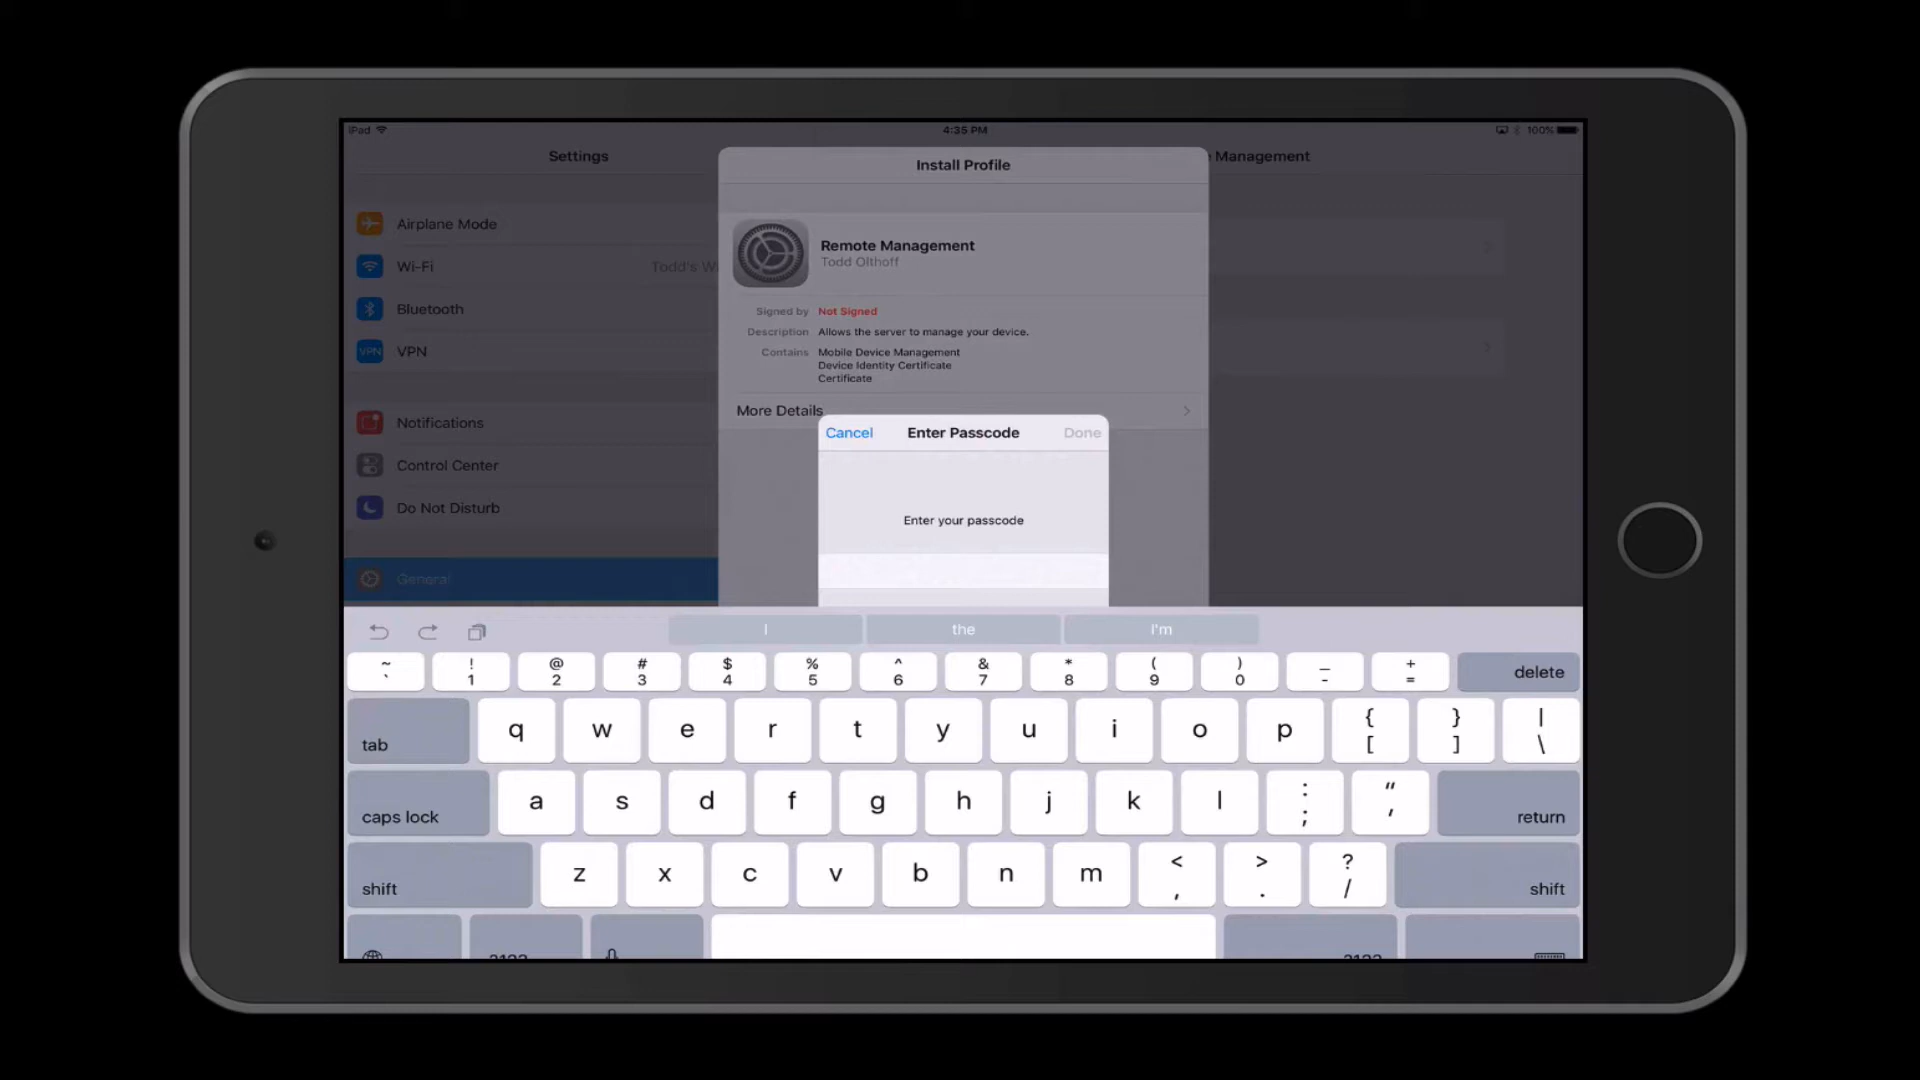 iPad
4:35 PM
100%
Settings
Install Profile
Management
Airplane Mode
Wi-Fi
Todd's W
Bluetooth
VPN
VPN
Notifications
Control Center
Do Not Disturb
General
Remote Management
Todd Olthoff
Signed by Not Signed
Description Allows the server to manage your device.
Contains Mobile Device Management
Device Identity Certificate
Certificate
More Details
Cancel Enter Passcode Done
Enter your passcode
I the I'm
~ ! @ # $ % ^ & * ( ) _ +
` 1 2 3 4 5 6 7 8 9 0 - = delete
tab q w e r t y u i o p { [ } ] | \
caps lock a s d f g h j k l : ; " ' return
shift z x c v b n m < , > . ? / shift